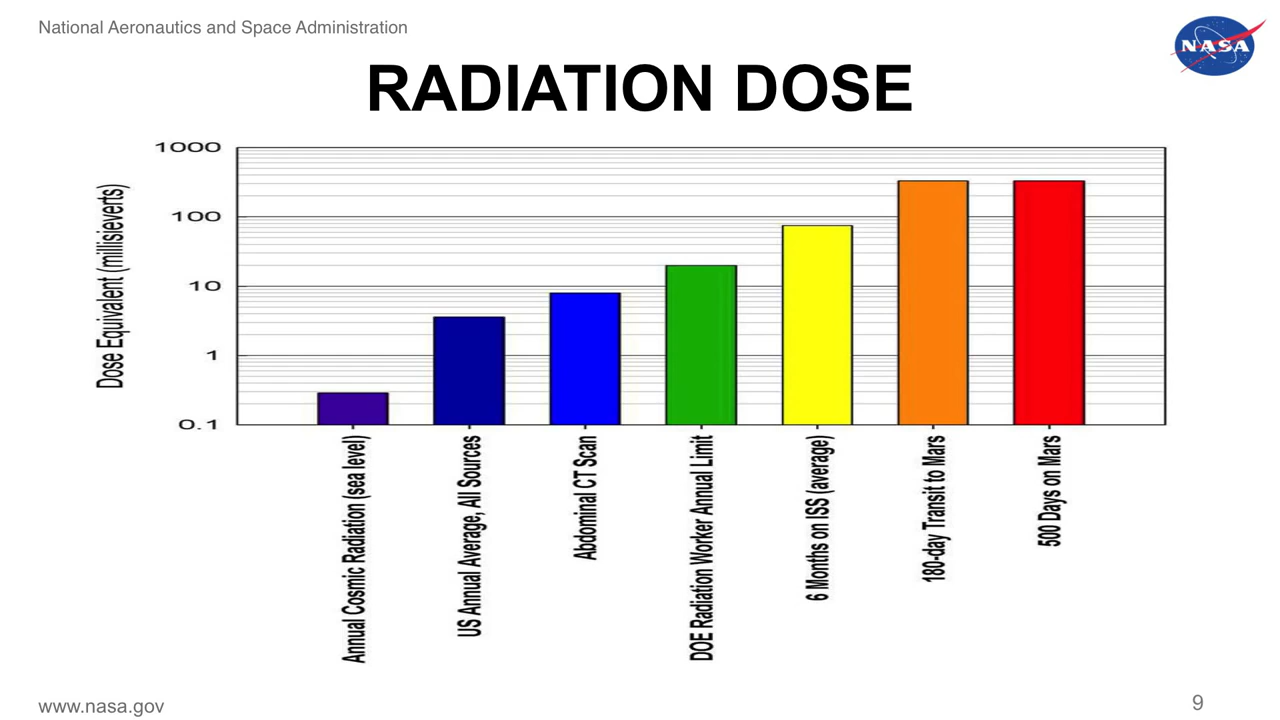 National Aeronautics and Space Administration
NASA
RADIATION DOSE
Dose Equivalent (millisieverts)
1000
100
10
1
0.1
Annual Cosmic Radiation (sea level)
US Annual Average, All Sources
Abdominal CT Scan
DOE Radiation Worker Annual Limit
6 Months on ISS (average)
180-day Transit to Mars
500 Days on Mars
www.nasa.gov
9